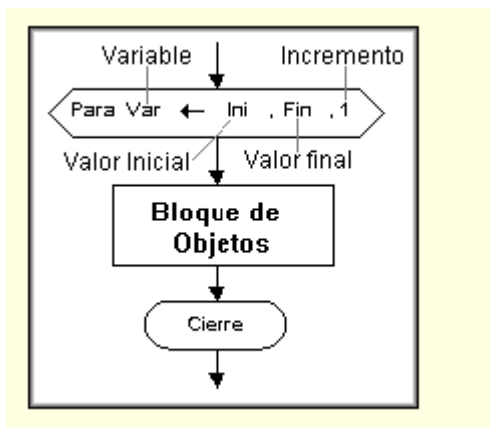 Variable Incremento
Para Var ← Ini , Fin , 1
Valor Inicial Valor final
Bloque de
Objetos
Cierre